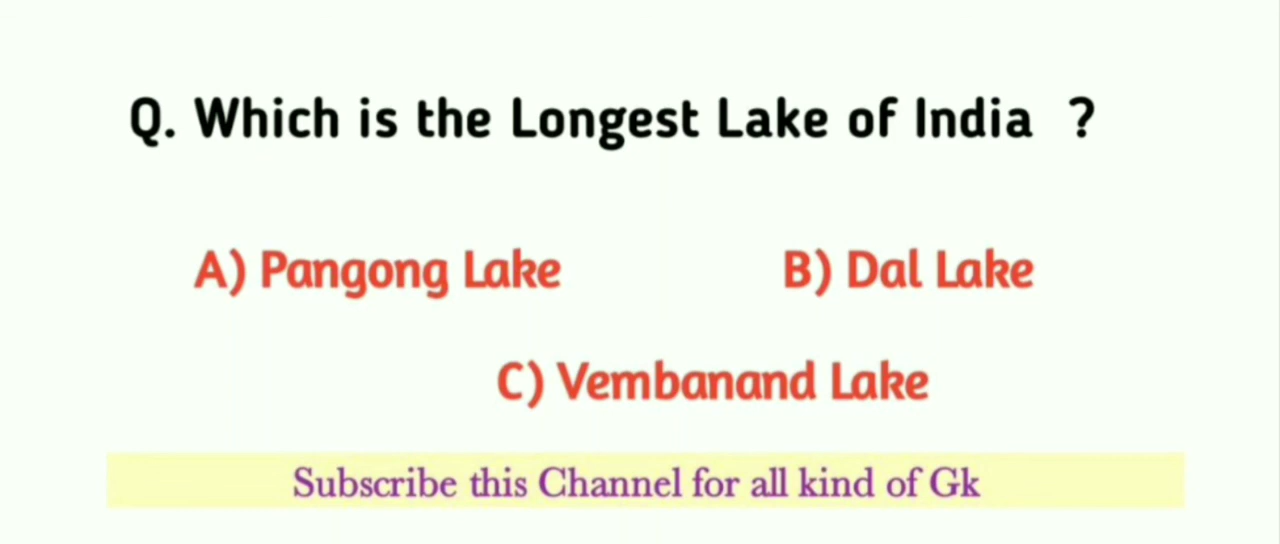 Q. Which is the Longest Lake of India ?
A) Pangong Lake B) Dal Lake
C) Vembanand Lake
Subscribe this Channel for all kind of Gk